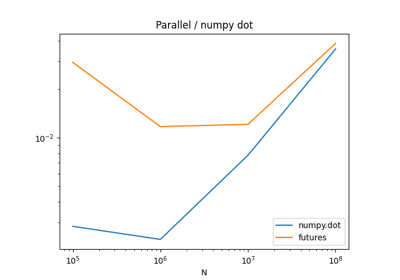 Parallel / numpy dot
10⁻²
numpy.dot
futures
10⁵ 10⁶ 10⁷ 10⁸
N